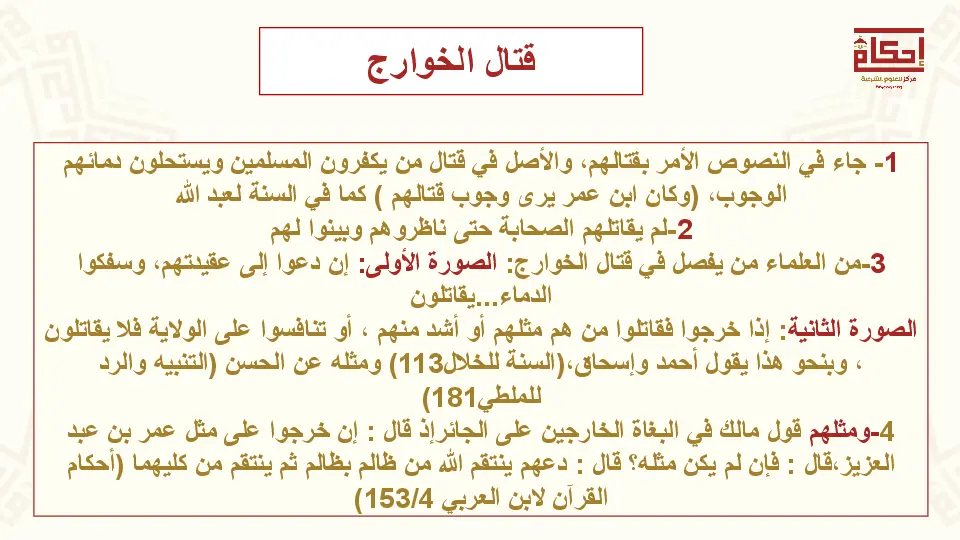 قتال الخوارج
إحكام
مركز للعلوم الشرعية
1- جاء في النصوص الأمر بقتالهم، والأصل في قتال من يكفرون المسلمين ويستحلون دمائهم
الوجوب، (وكان ابن عمر يرى وجوب قتالهم ) كما في السنة لعبد الله
2-لم يقاتلهم الصحابة حتى ناظروهم وبينوا لهم
3-من العلماء من يفصل في قتال الخوارج: الصورة الأولى: إن دعوا إلى عقيدتهم، وسفكوا
الدماء...يقاتلون
الصورة الثانية: إذا خرجوا فقاتلوا من هم مثلهم أو أشد منهم ، أو تنافسوا على الولاية فلا يقاتلون
، وبنحو هذا يقول أحمد وإسحاق،(السنة للخلال113) ومثله عن الحسن (التنبيه والرد
للملطي181)
4-ومثلهم قول مالك في البغاة الخارجين على الجائرإذ قال : إن خرجوا على مثل عمر بن عبد
العزيز،قال : فإن لم يكن مثله؟ قال : دعهم ينتقم الله من ظالم بظالم ثم ينتقم من كليهما (أحكام
القرآن لابن العربي 153/4)